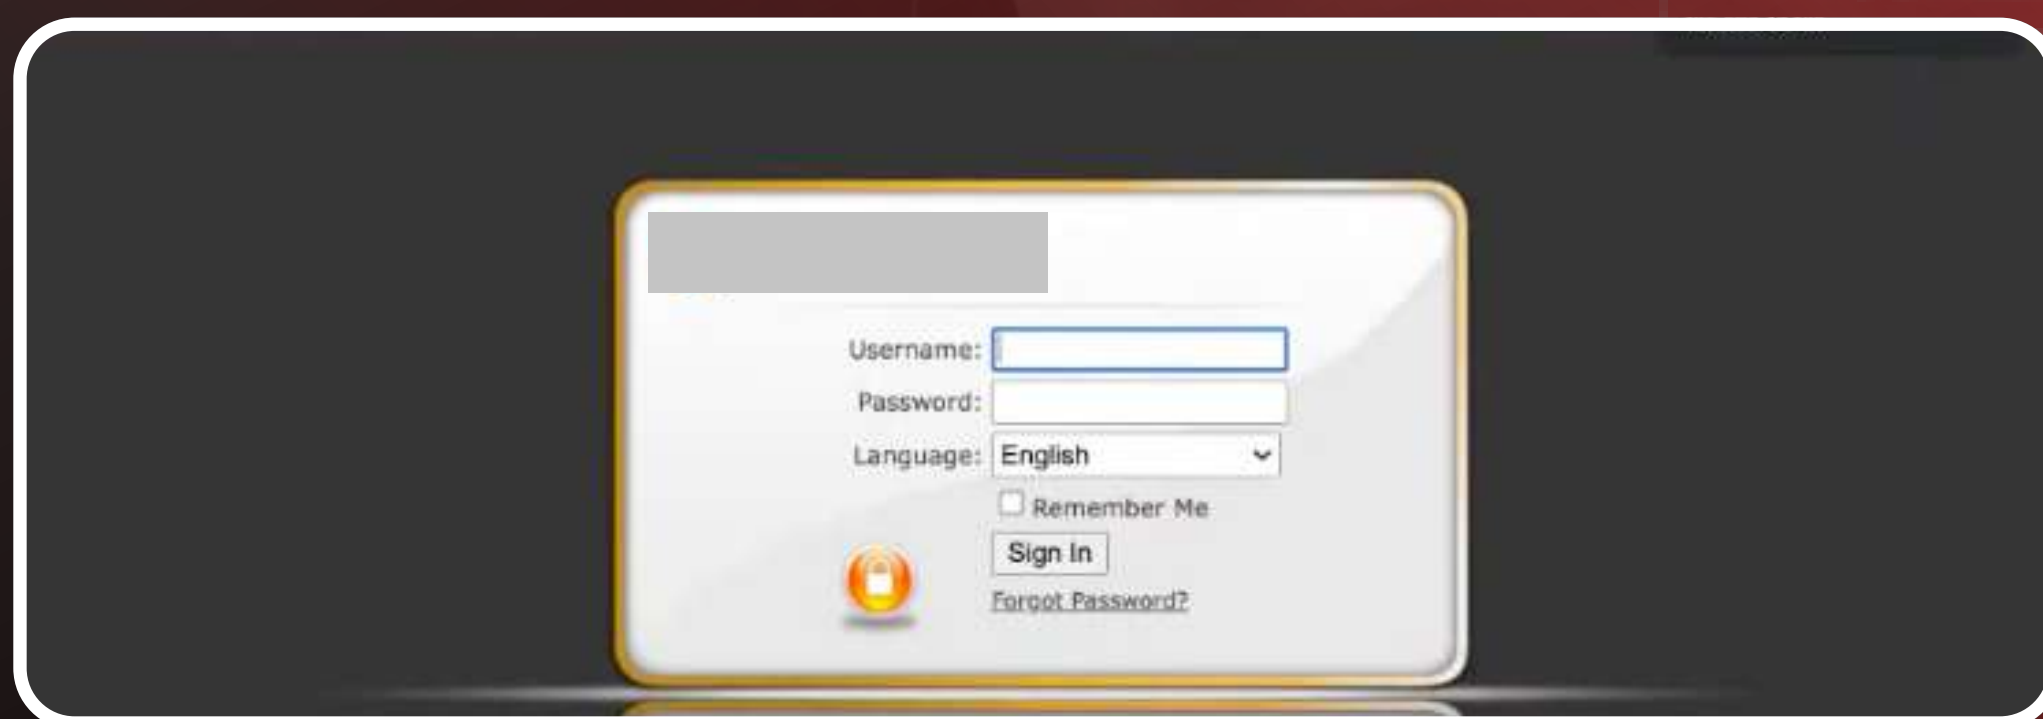 Username:
Password:
Language: English
Remember Me
Sign In
Forgot Password?